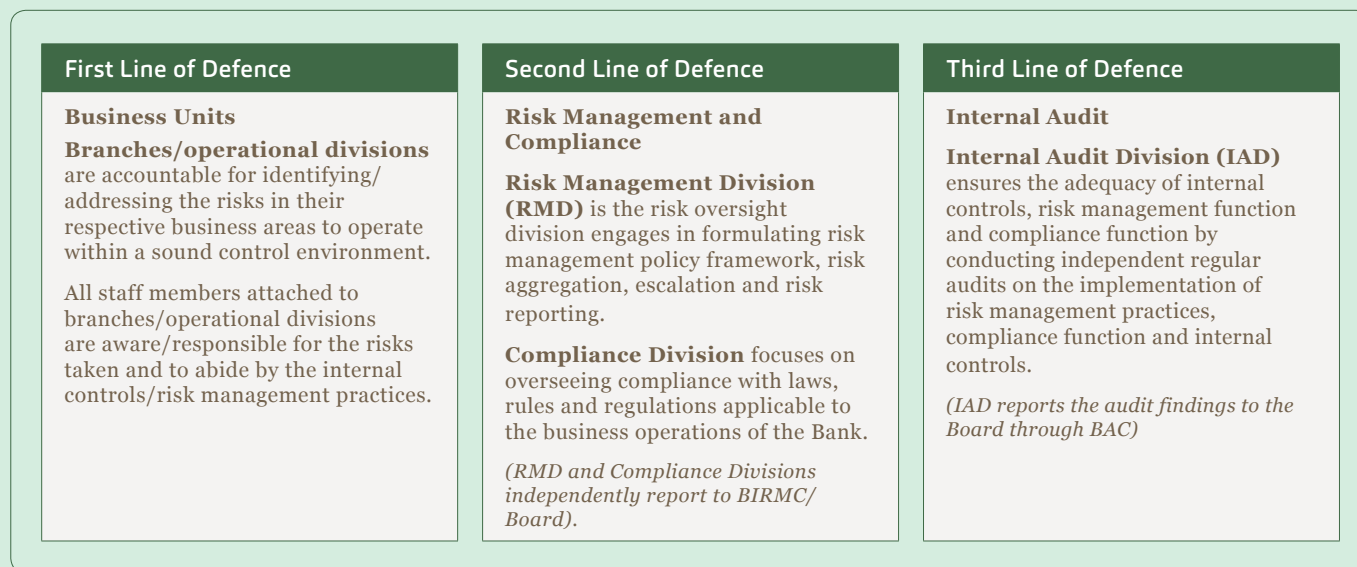 First Line of Defence
Business Units
Branches/operational divisions
are accountable for identifying/
addressing the risks in their
respective business areas to operate
within a sound control environment.
All staff members attached to
branches/operational divisions
are aware/responsible for the risks
taken and to abide by the internal
controls/risk management practices.
Second Line of Defence
Risk Management and
Compliance
Risk Management Division
(RMD) is the risk oversight
division engages in formulating risk
management policy framework, risk
aggregation, escalation and risk
reporting.
Compliance Division focuses on
overseeing compliance with laws,
rules and regulations applicable to
the business operations of the Bank.
(RMD and Compliance Divisions
independently report to BIRMC/
Board).
Third Line of Defence
Internal Audit
Internal Audit Division (IAD)
ensures the adequacy of internal
controls, risk management function
and compliance function by
conducting independent regular
audits on the implementation of
risk management practices,
compliance function and internal
controls.
(IAD reports the audit findings to the
Board through BAC)